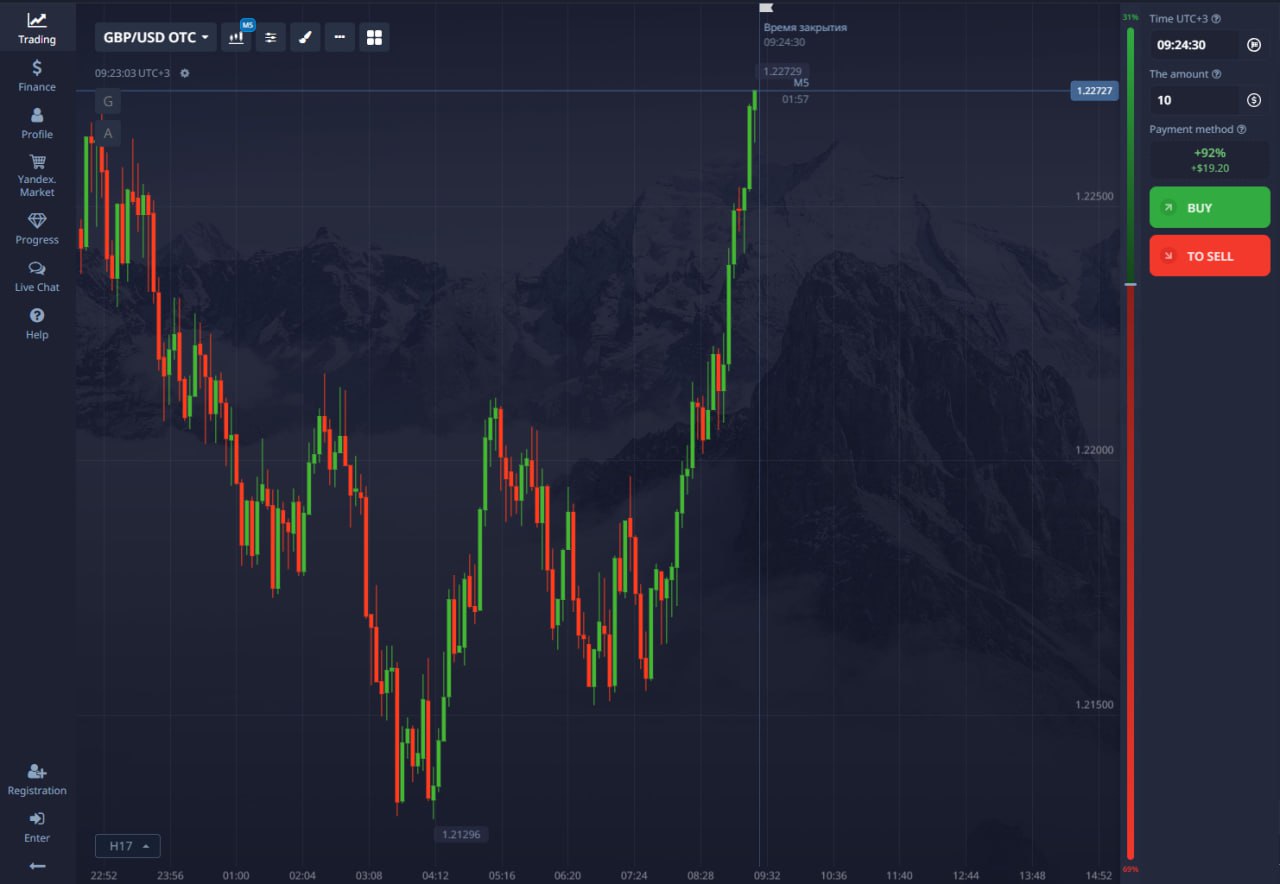 Trading
Finance
Profile
Yandex.
Market
Progress
Live Chat
Help
Registration
Enter
GBP/USD OTC
M5
09:23:03 UTC+3
G
A
Время закрытия
09:24:30
1.22729
M5
01:57
1.22727
1.22500
1.22000
1.21500
1.21296
H17
22:52 23:56 01:00 02:04 03:08 04:12 05:16 06:20 07:24 08:28 09:32 10:36 11:40 12:44 13:48 14:52
31%
69%
Time UTC+3 ?
09:24:30
The amount ?
10
$
Payment method ?
+92%
+$19.20
BUY
TO SELL